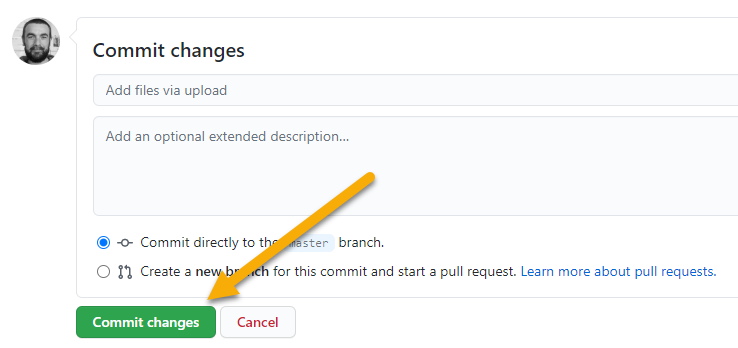 Commit changes
Add files via upload
Add an optional extended description...
Commit directly to the master branch.
Create a new branch for this commit and start a pull request. Learn more about pull requests.
Commit changes
Cancel